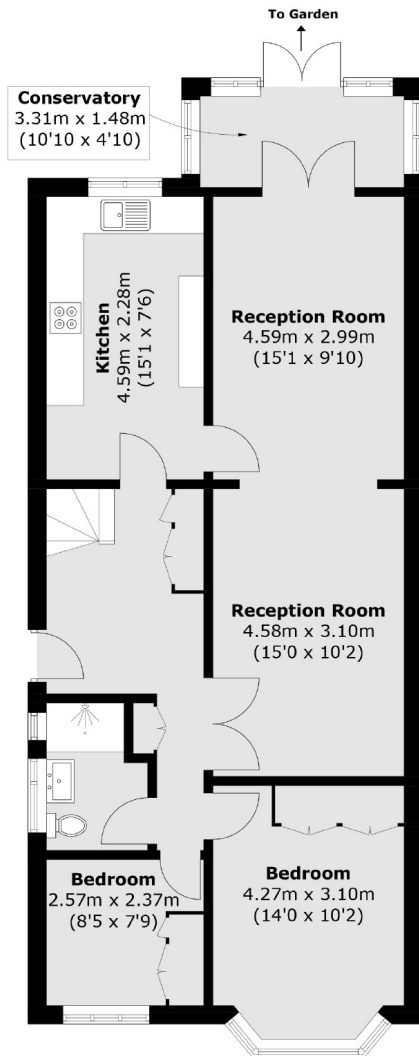 To Garden
Conservatory
3.31m x 1.48m
(10'10 x 4'10)
Kitchen
4.59m x 2.28m
(15'1 x 7'6)
Reception Room
4.59m x 2.99m
(15'1 x 9'10)
Reception Room
4.58m x 3.10m
(15'0 x 10'2)
Bedroom
2.57m x 2.37m
(8'5 x 7'9)
Bedroom
4.27m x 3.10m
(14'0 x 10'2)